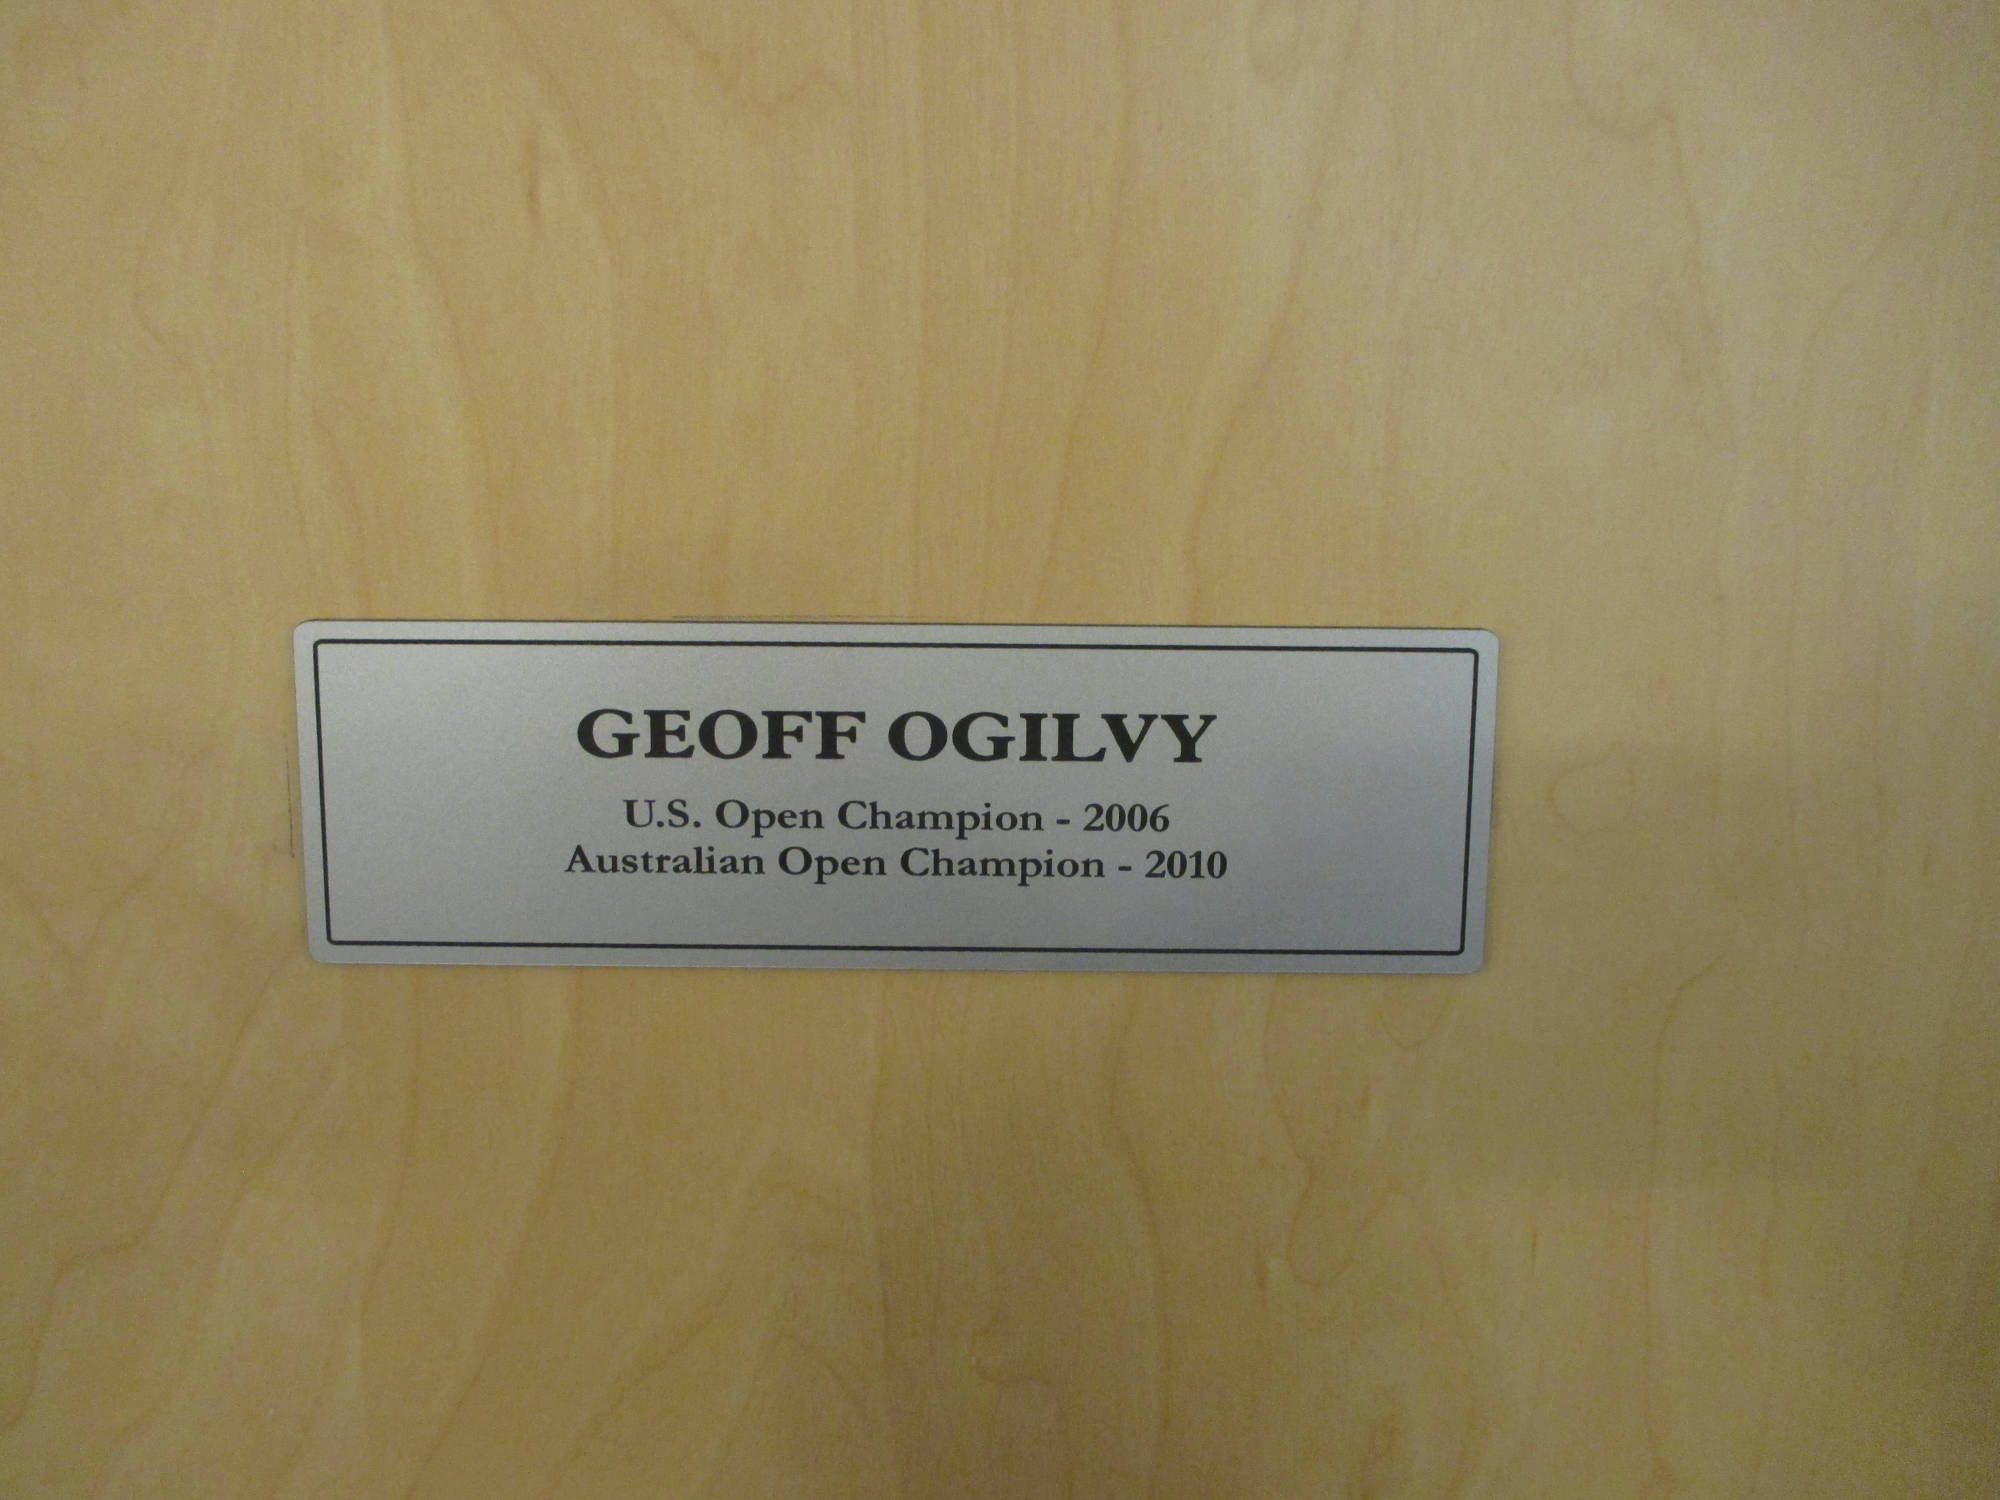 GEOFF OGILVY
U.S. Open Champion - 2006
Australian Open Champion - 2010